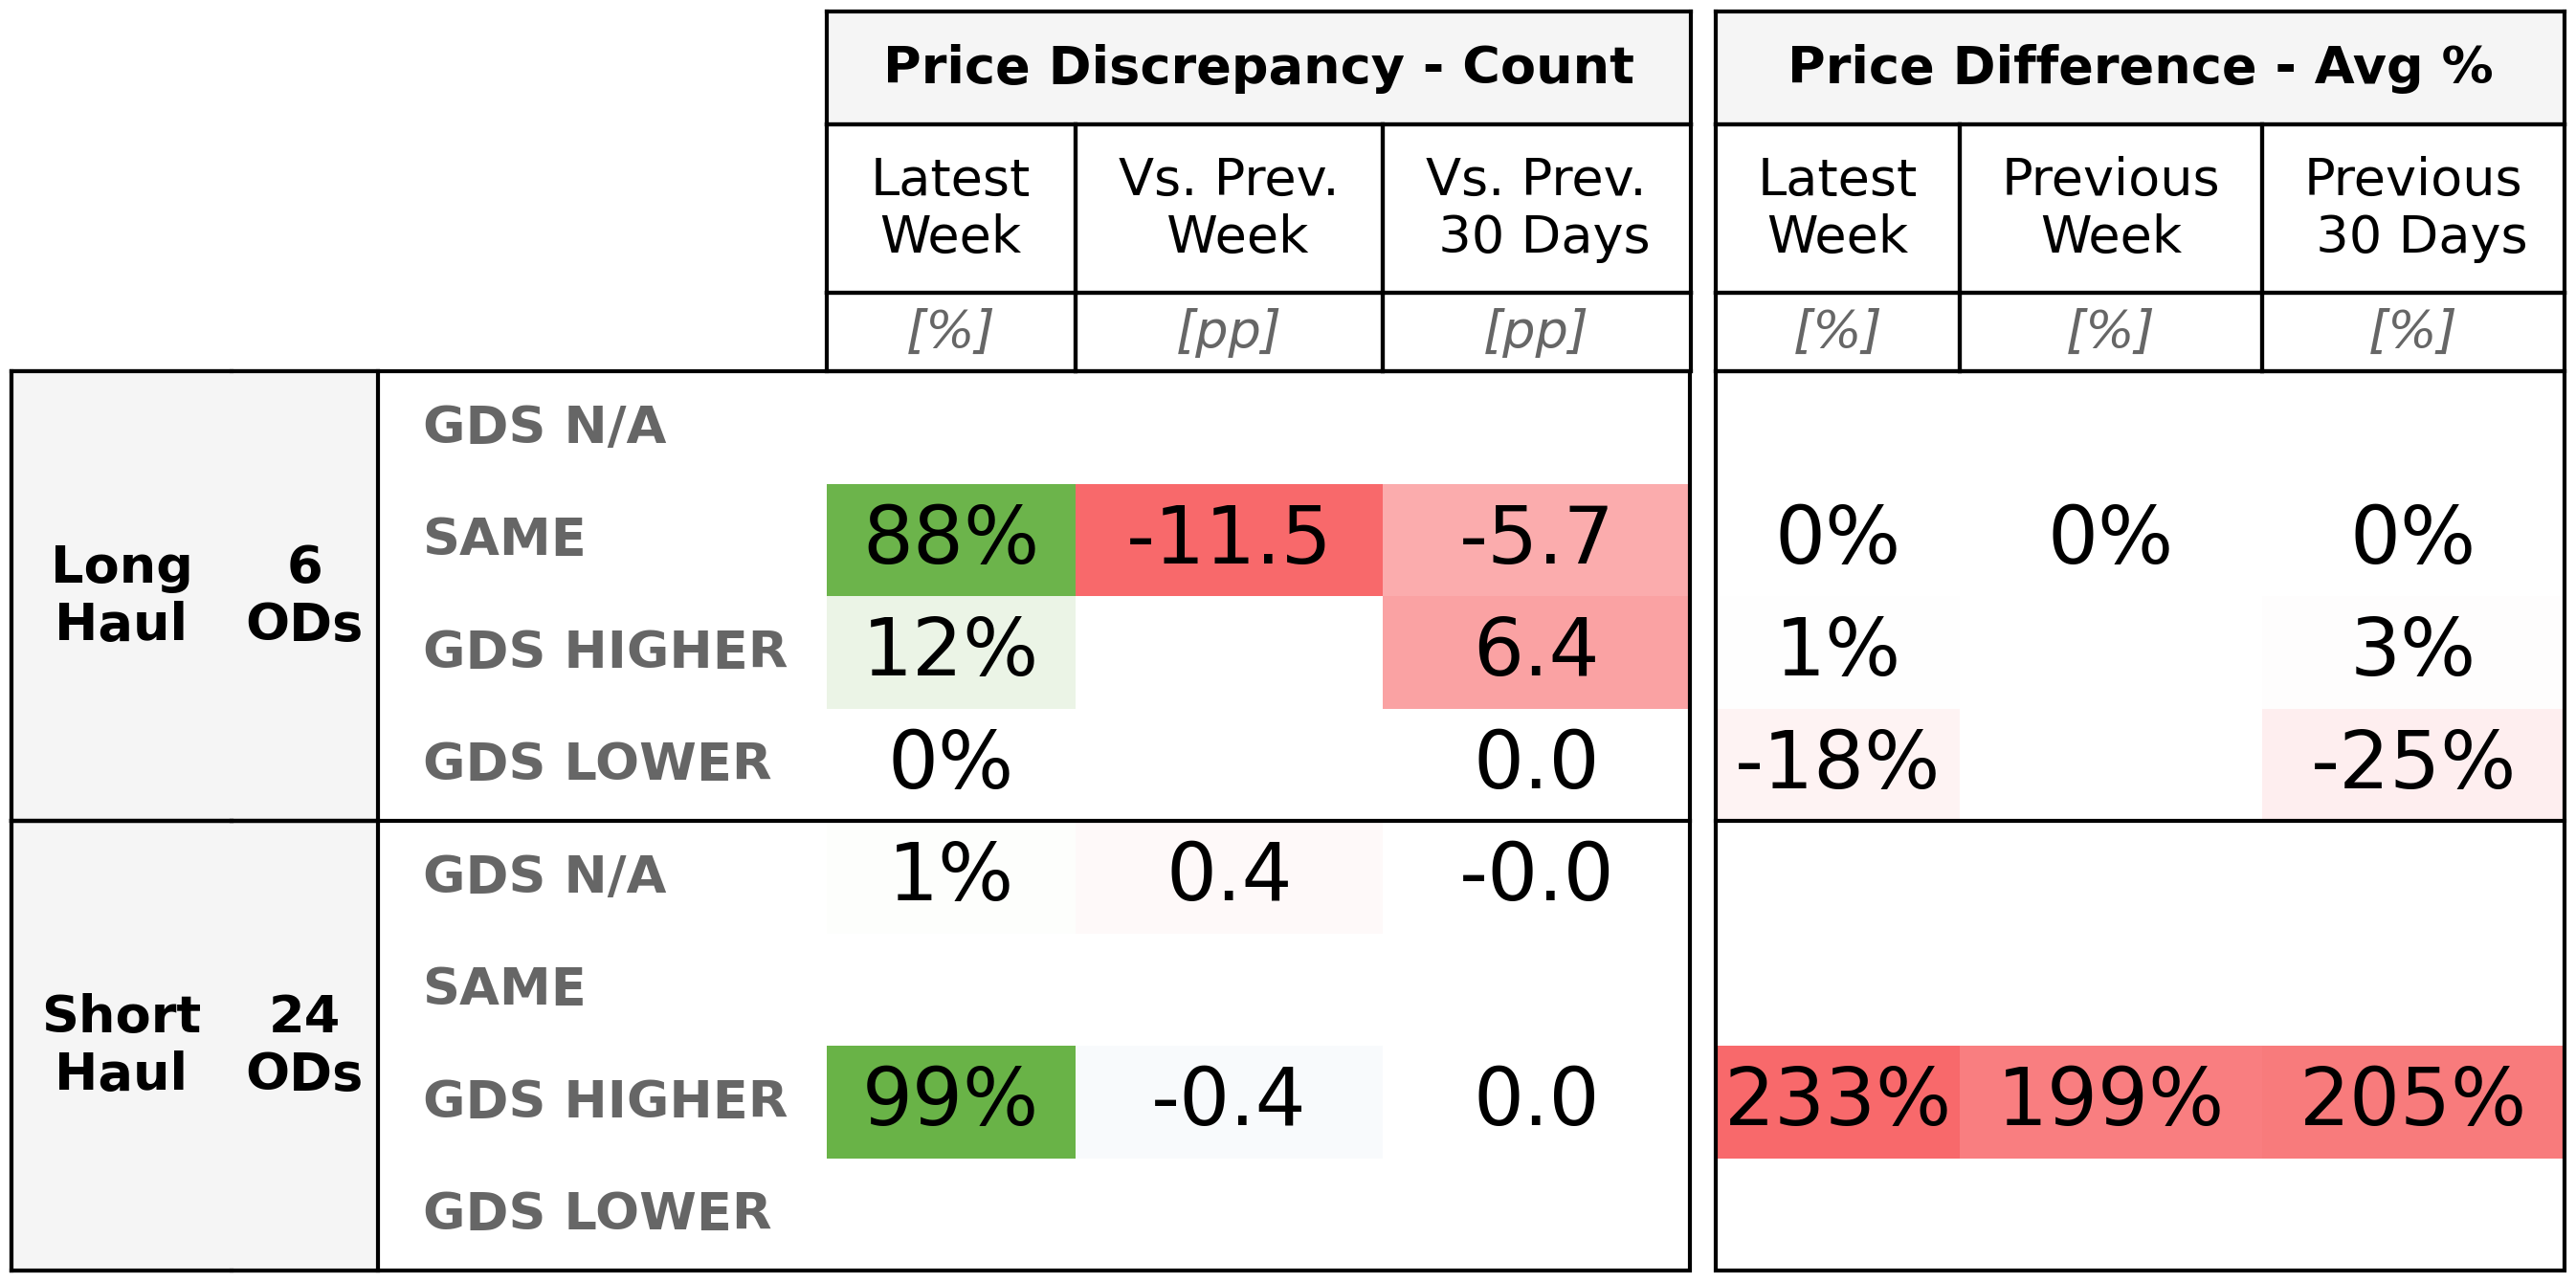 Price Discrepancy - Count Price Difference - Avg %
Latest Week Vs. Prev. Week Vs. Prev. 30 Days Latest Week Previous Week Previous 30 Days
[%] [pp] [pp] [%] [%] [%]
Long Haul 6 ODs
GDS N/A
SAME 88% -11.5 -5.7 0% 0% 0%
GDS HIGHER 12% 6.4 1% 3%
GDS LOWER 0% 0.0 -18% -25%
Short Haul 24 ODs
GDS N/A 1% 0.4 -0.0
SAME
GDS HIGHER 99% -0.4 0.0 233% 199% 205%
GDS LOWER